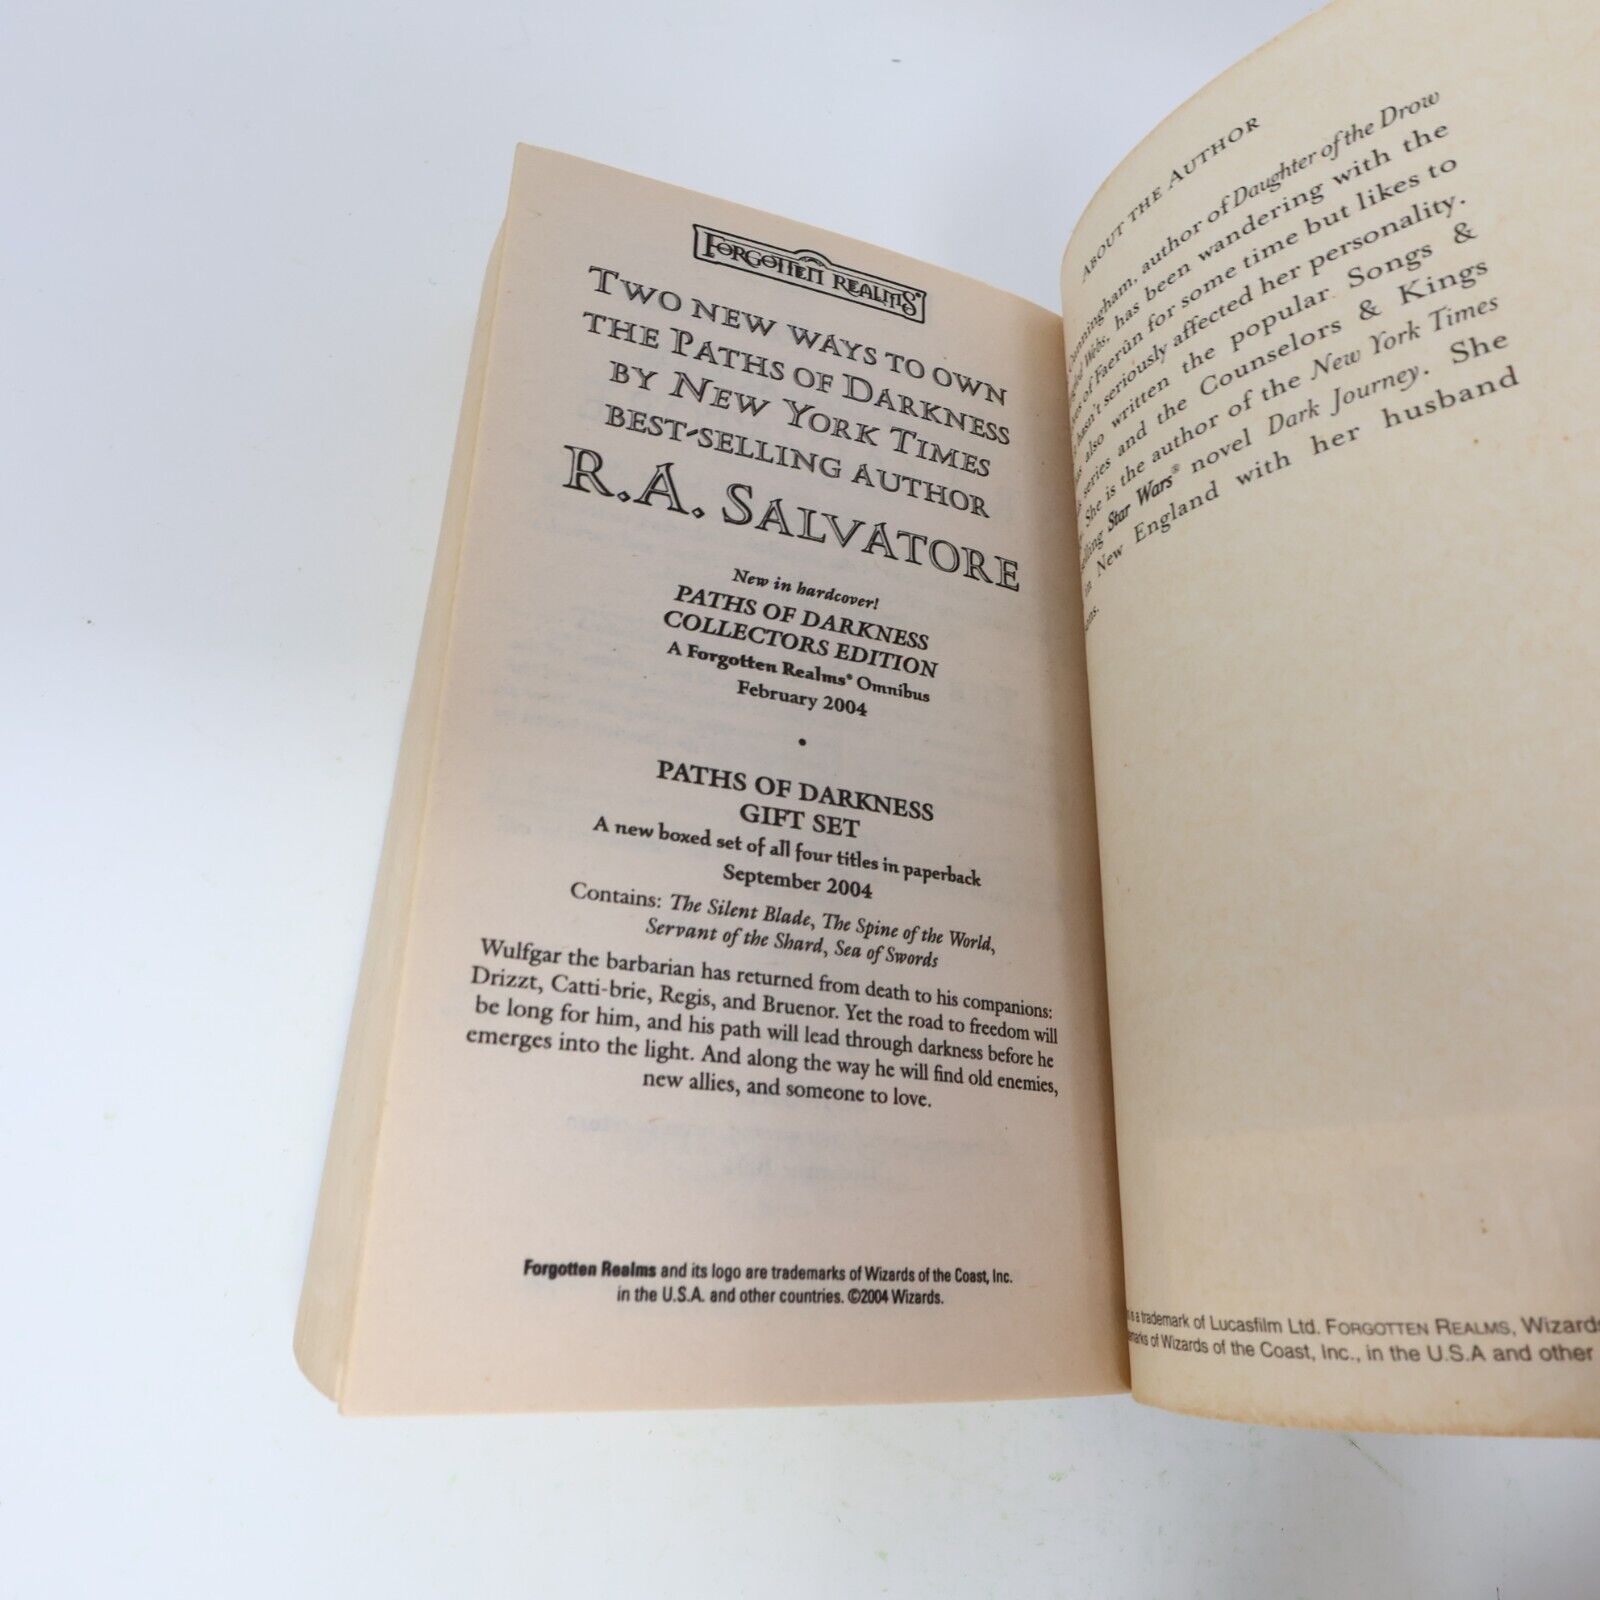 FORGOTTEN REALMS®
TWO NEW WAYS TO OWN
THE PATHS OF DARKNESS
BY NEW YORK TIMES
BEST-SELLING AUTHOR
R.A. SALVATORE
New in hardcover!
PATHS OF DARKNESS
COLLECTORS EDITION
A Forgotten Realms® Omnibus
February 2004
•
PATHS OF DARKNESS
GIFT SET
A new boxed set of all four titles in paperback
September 2004
Contains: The Silent Blade, The Spine of the World,
Servant of the Shard, Sea of Swords
Wulfgar the barbarian has returned from death to his companions:
Drizzt, Catti-brie, Regis, and Bruenor. Yet the road to freedom will
be long for him, and his path will lead through darkness before he
emerges into the light. And along the way he will find old enemies,
new allies, and someone to love.
Forgotten Realms and its logo are trademarks of Wizards of the Coast, Inc.
in the U.S.A. and other countries. ©2004 Wizards.
ABOUT THE AUTHOR
author of Daughter of the Drow
Webs, has been wandering with the
of Faerûn for some time but likes to
hasn't seriously affected her personality.
also written the popular Songs &
series and the Counselors & Kings
She is the author of the New York Times
Star Wars® novel Dark Journey. She
in New England with her husband
is a trademark of Lucasfilm Ltd. FORGOTTEN REALMS, Wizards
of Wizards of the Coast, Inc., in the U.S.A and other